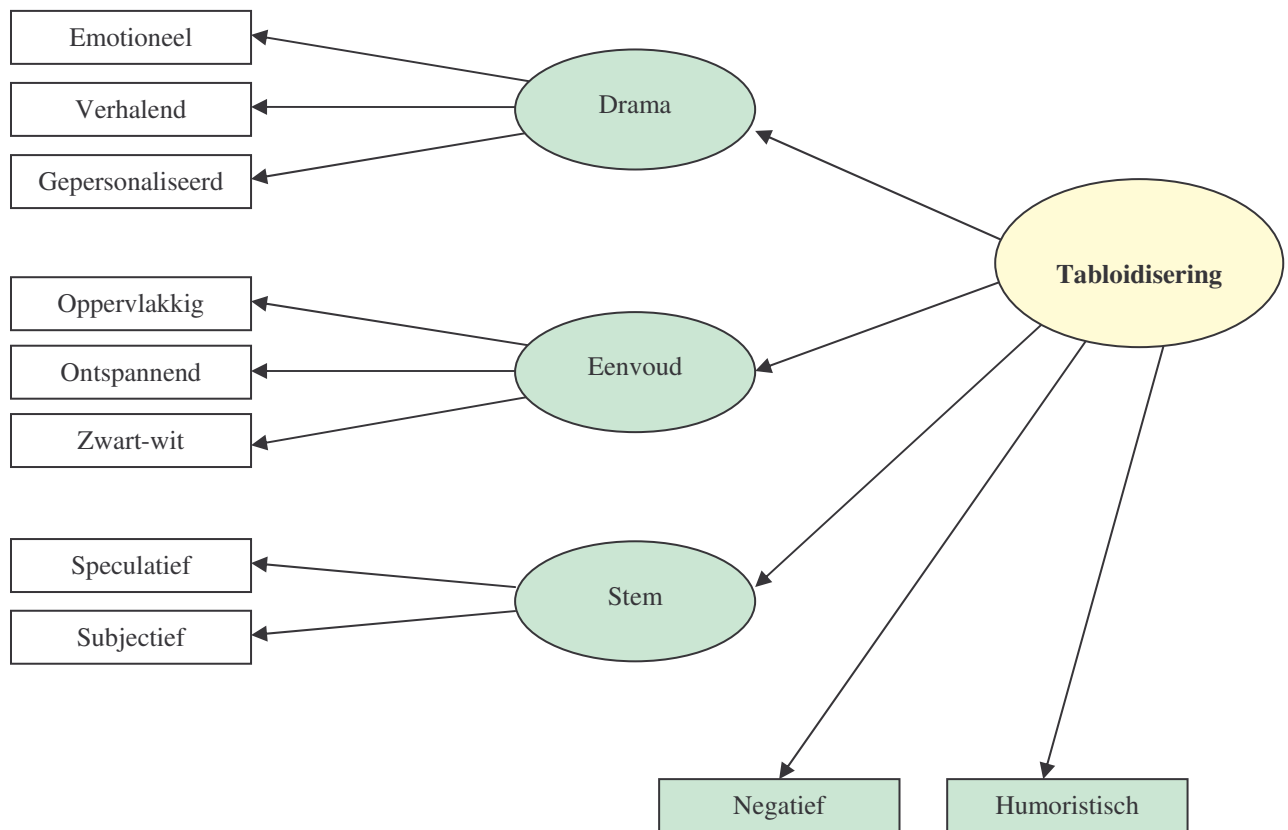 Emotioneel
Verhalend
Gepersonaliseerd
Drama
Oppervlakkig
Ontspannend
Zwart-wit
Eenvoud
Speculatief
Subjectief
Stem
Tabloidisering
Negatief
Humoristisch